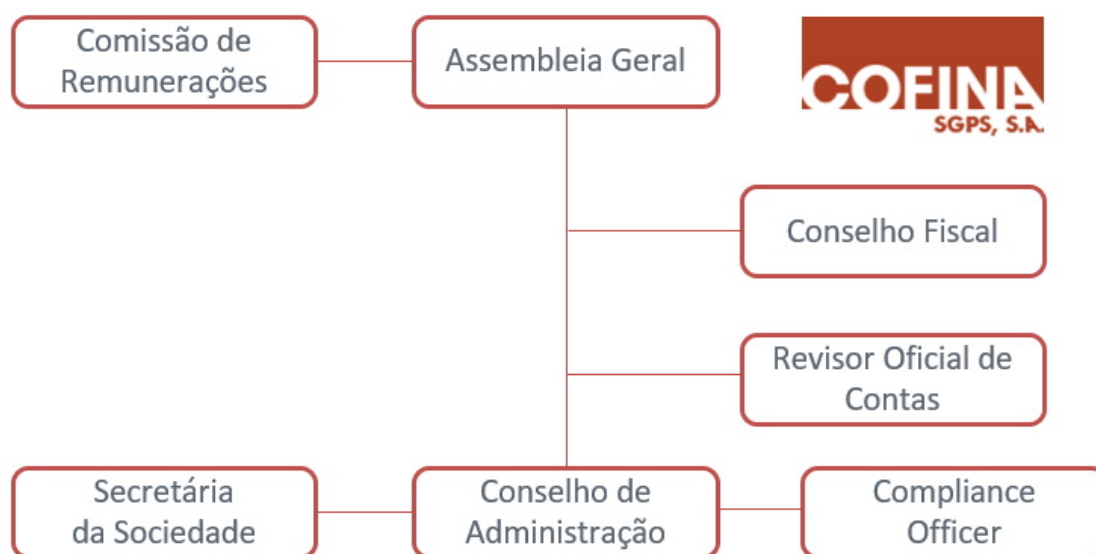 Comissão de
Remunerações
Assembleia Geral
COFINA
SGPS, S.A.
Conselho Fiscal
Revisor Oficial de
Contas
Secretária
da Sociedade
Conselho de
Administração
Compliance
Officer